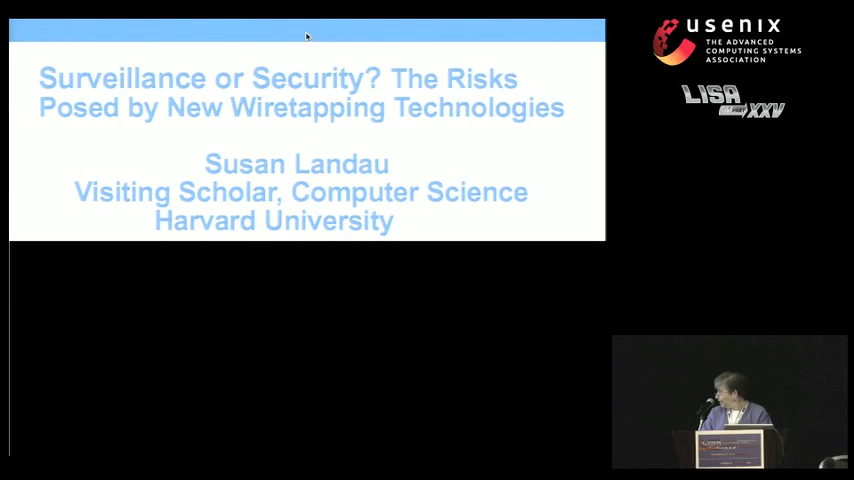 Surveillance or Security? The Risks
Posed by New Wiretapping Technologies
Susan Landau
Visiting Scholar, Computer Science
Harvard University
usenix
THE ADVANCED
COMPUTING SYSTEMS
ASSOCIATION
LISA
XXV
LISA